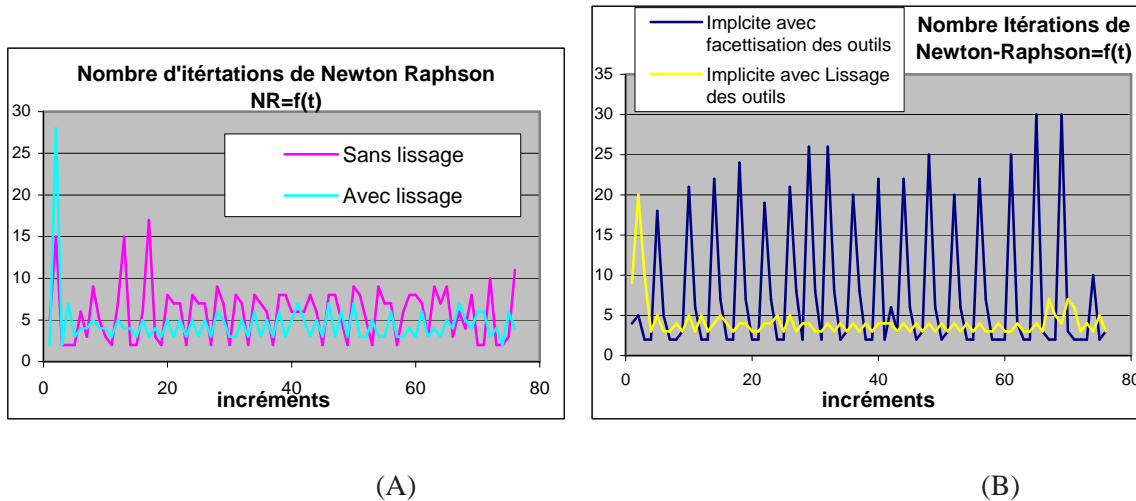 Nombre d'itértations de Newton Raphson
NR=f(t)
30
25
20
15
10
5
0
Sans lissage
Avec lissage
0 20 40 60 80
incréments
(A)
Nombre Itérations de
Newton-Raphson=f(t)
Implcite avec
facettisation des outils
Implicite avec Lissage
des outils
35
30
25
20
15
10
5
0
0 20 40 60 80
incréments
(B)